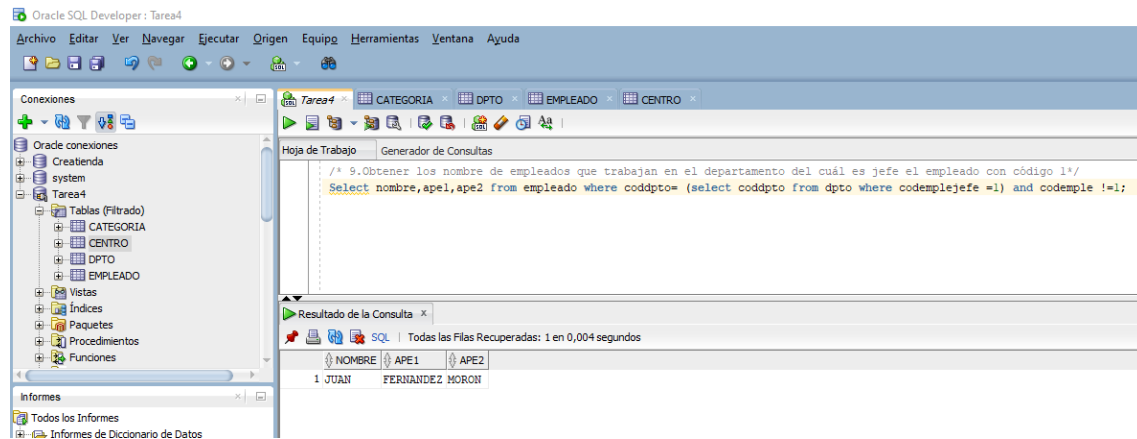 Oracle SQL Developer : Tarea4
Archivo Editar Ver Navegar Ejecutar Origen Equipo Herramientas Ventana Ayuda
Conexiones
Oracle conexiones
Creatienda
system
Tarea4
Tablas (Filtrado)
CATEGORIA
CENTRO
DPTO
EMPLEADO
Vistas
Índices
Paquetes
Procedimientos
Funciones
Informes
Todos los Informes
Informes de Diccionario de Datos
Tarea4 CATEGORIA DPTO EMPLEADO CENTRO
Hoja de Trabajo Generador de Consultas
/* 9.Obtener los nombre de empleados que trabajan en el departamento del cuál es jefe el empleado con código 1*/
Select nombre,ape1,ape2 from empleado where coddpto= (select coddpto from dpto where codemplejefe =1) and codemple !=1;
Resultado de la Consulta x
SQL | Todas las Filas Recuperadas: 1 en 0,004 segundos
NOMBRE APE1 APE2
1 JUAN FERNANDEZ MORON